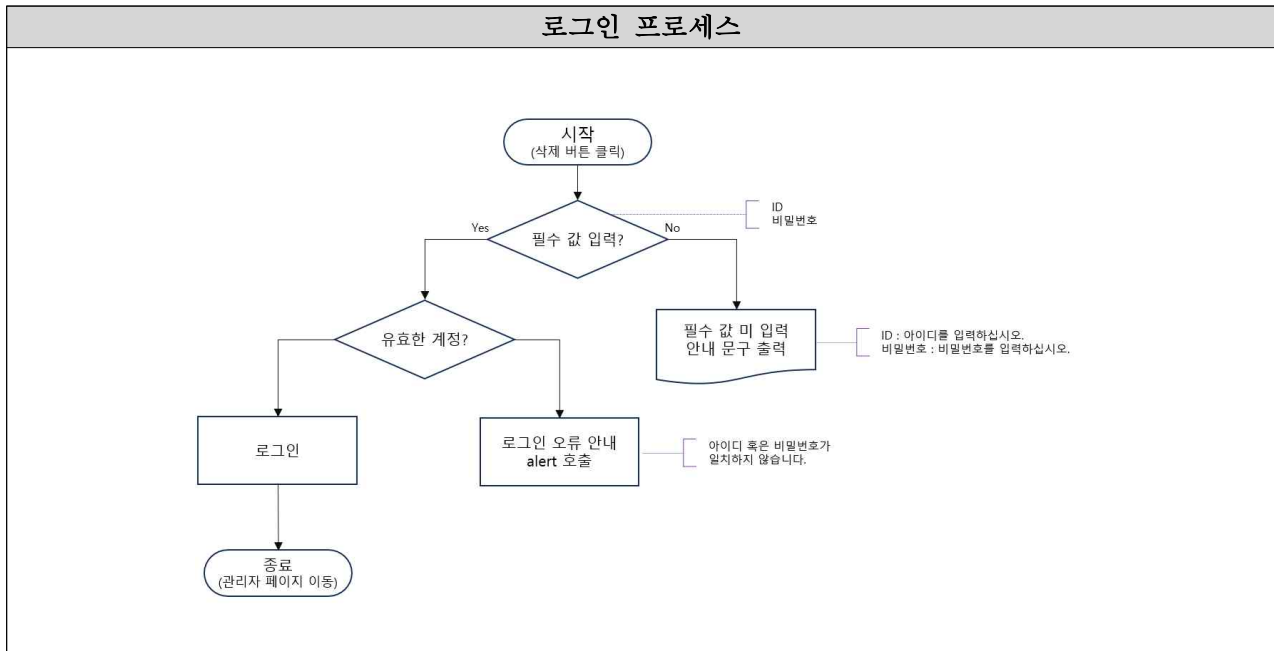 로그인 프로세스
시작
(삭제 버튼 클릭)
ID
비밀번호
Yes
필수 값 입력?
No
유효한 계정?
필수 값 미 입력
안내 문구 출력
ID : 아이디를 입력하십시오.
비밀번호 : 비밀번호를 입력하십시오.
로그인
로그인 오류 안내
alert 호출
아이디 혹은 비밀번호가
일치하지 않습니다.
종료
(관리자 페이지 이동)